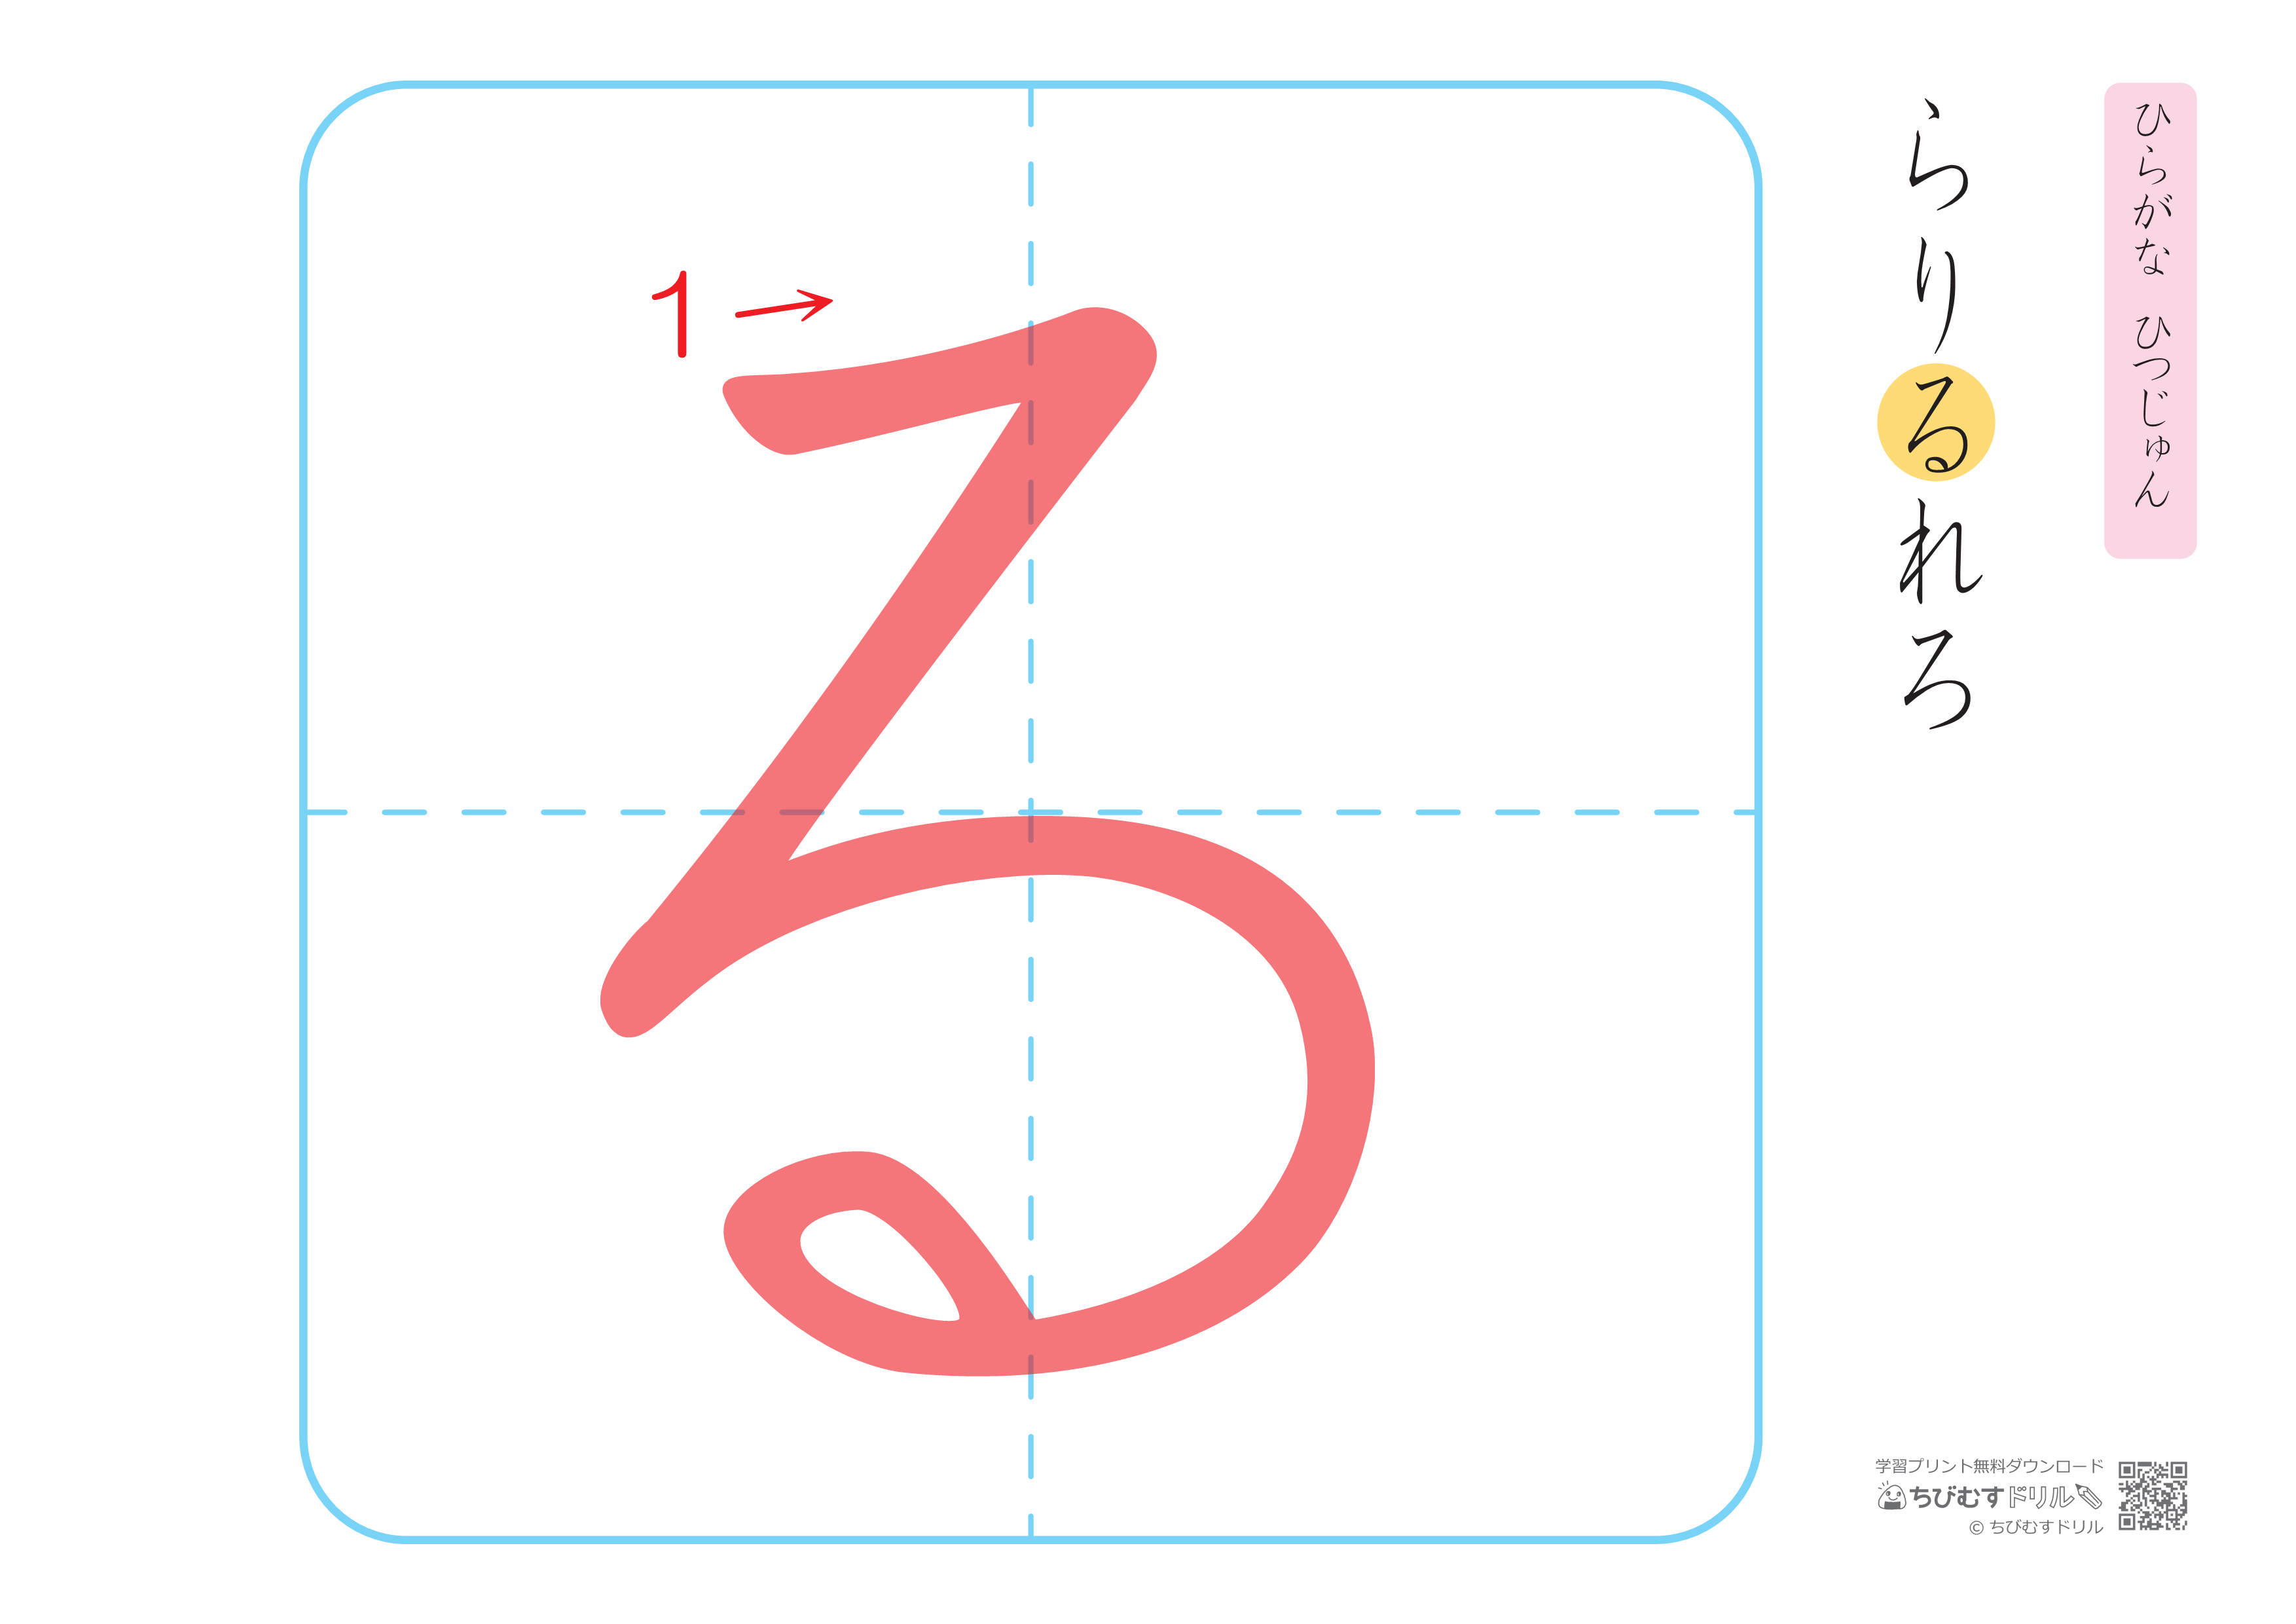 ひらがな ひつじゅん
らりるれろ
1
る
学習プリント無料ダウンロード
ちびむすドリル
© ちびむすドリル